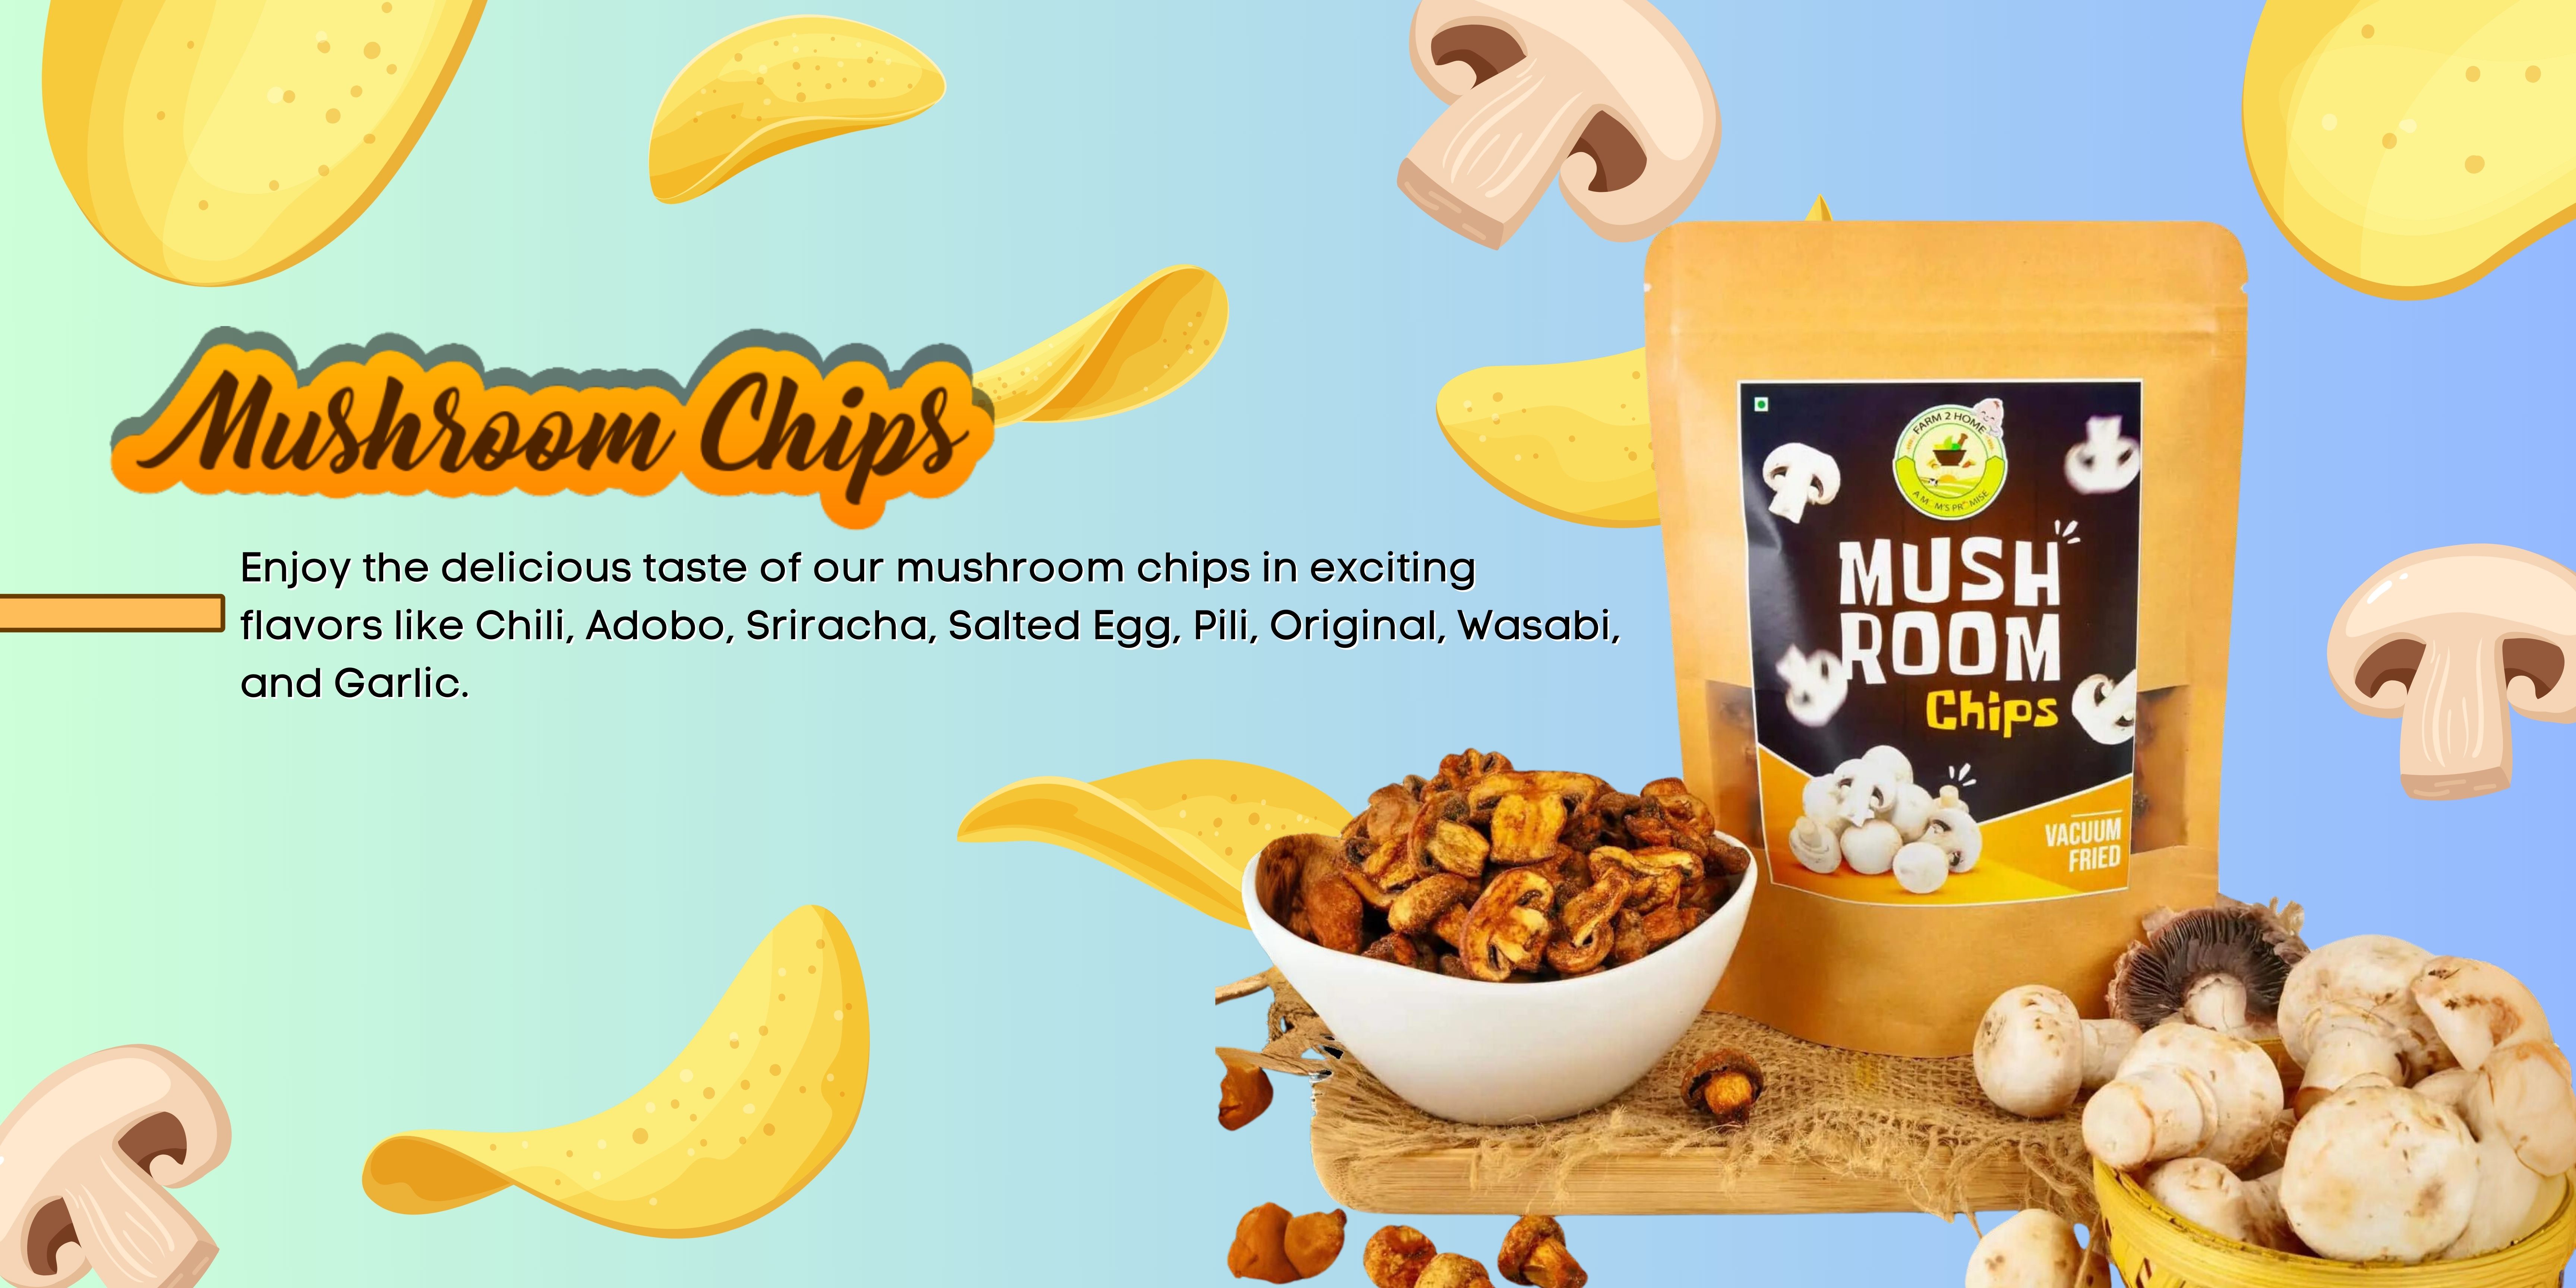 Mushroom Chips
Enjoy the delicious taste of our mushroom chips in exciting
flavors like Chili, Adobo, Sriracha, Salted Egg, Pili, Original, Wasabi,
and Garlic.
FARM 2 HOME
MUSH
ROOM
Chips
VACUUM
FRIED